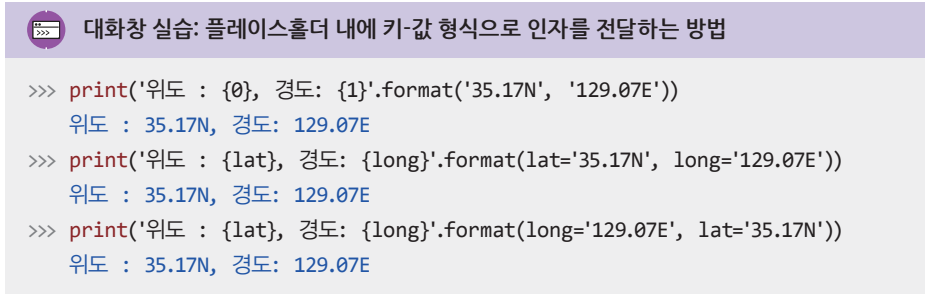 대화창 실습: 플레이스홀더 내에 키-값 형식으로 인자를 전달하는 방법
>>> print('위도 : {0}, 경도: {1}'.format('35.17N', '129.07E'))
위도 : 35.17N, 경도: 129.07E
>>> print('위도 : {lat}, 경도: {long}'.format(lat='35.17N', long='129.07E'))
위도 : 35.17N, 경도: 129.07E
>>> print('위도 : {lat}, 경도: {long}'.format(long='129.07E', lat='35.17N'))
위도 : 35.17N, 경도: 129.07E